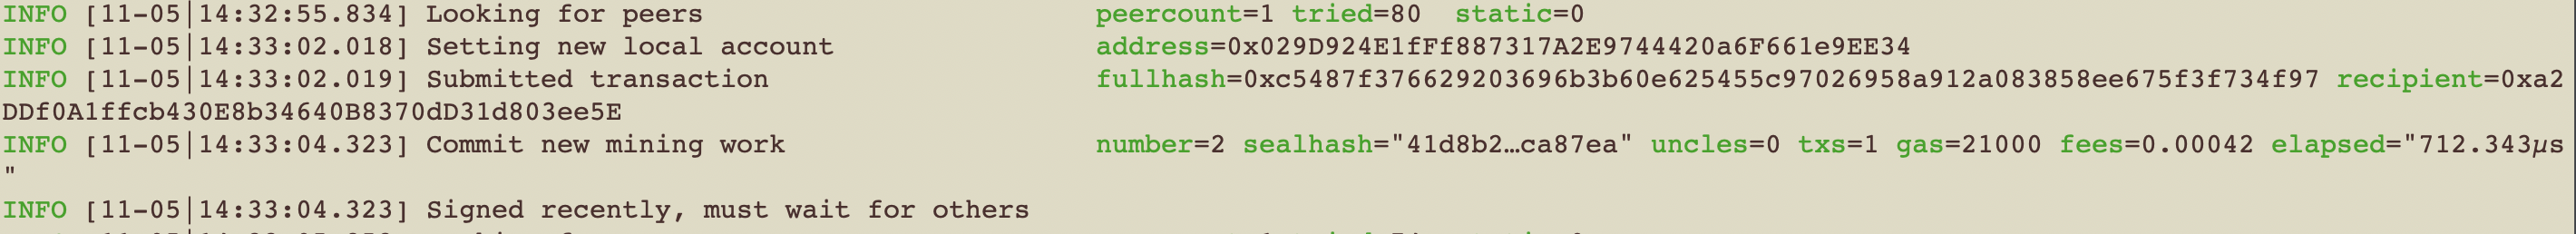 INFO [11-05|14:32:55.834] Looking for peers peercount=1 tried=80 static=0
INFO [11-05|14:33:02.018] Setting new local account address=0x029D924E1fFf887317A2E9744420a6F661e9EE34
INFO [11-05|14:33:02.019] Submitted transaction fullhash=0xc5487f376629203696b3b60e625455c97026958a912a083858ee675f3f734f97 recipient=0xa2
DDf0A1ffcb430E8b34640B8370dD31d803ee5E
INFO [11-05|14:33:04.323] Commit new mining work number=2 sealhash="41d8b2…ca87ea" uncles=0 txs=1 gas=21000 fees=0.00042 elapsed="712.343µs
"
INFO [11-05|14:33:04.323] Signed recently, must wait for others